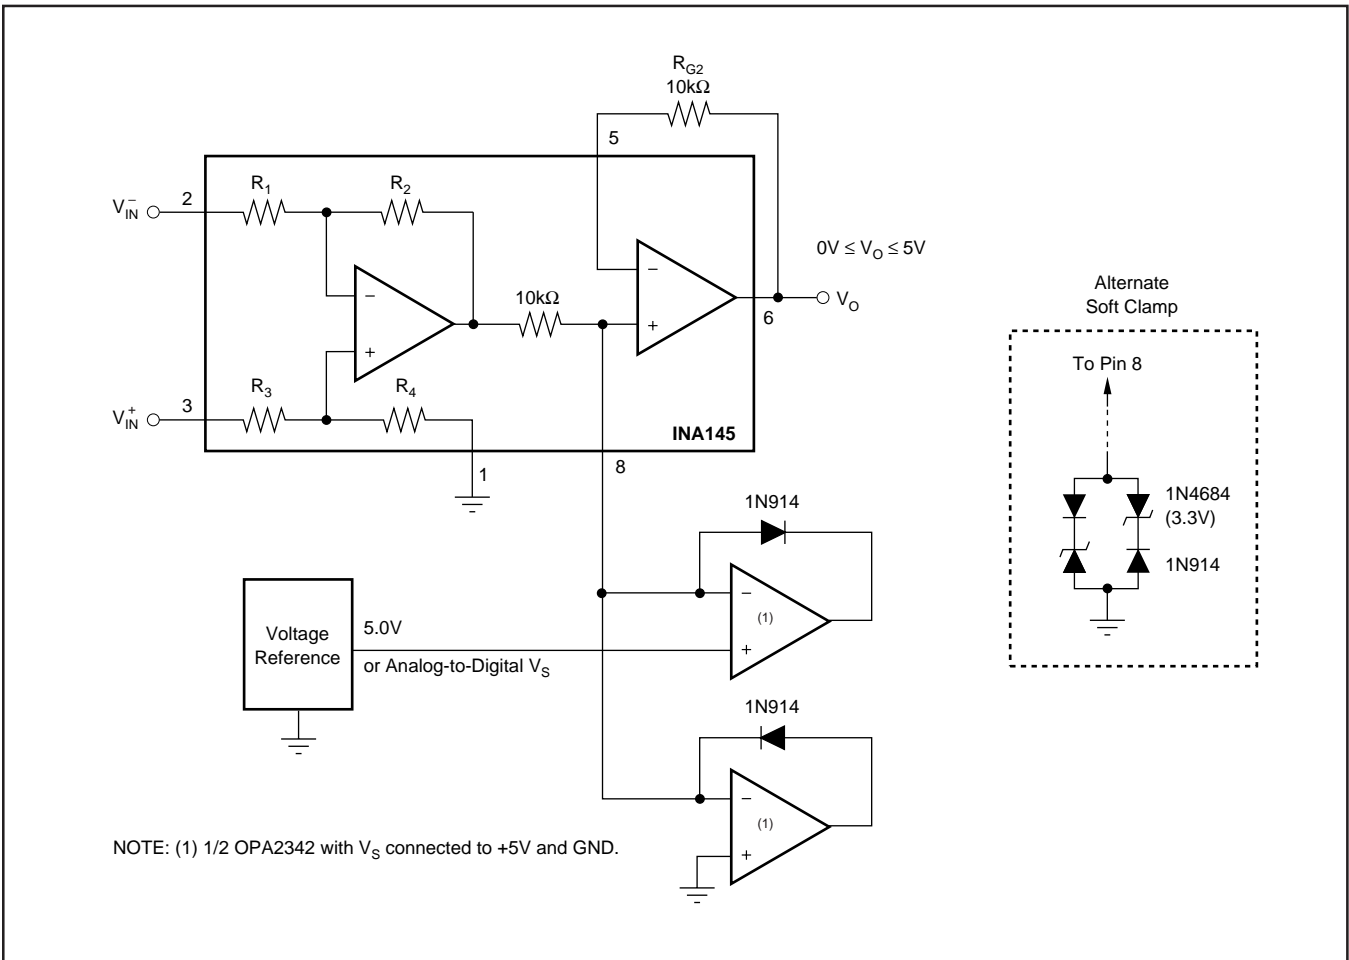 R_G2
10kΩ
5
V_IN^–
2
R_1
R_2
0V ≤ V_O ≤ 5V
–
–
10kΩ
+
6
V_O
+
V_IN^+
3
R_3
R_4
INA145
1
8
Alternate
Soft Clamp
To Pin 8
1N4684
(3.3V)
1N914
1N914
Voltage
Reference
5.0V
or Analog-to-Digital V_S
–
(1)
+
1N914
–
(1)
+
NOTE: (1) 1/2 OPA2342 with V_S connected to +5V and GND.